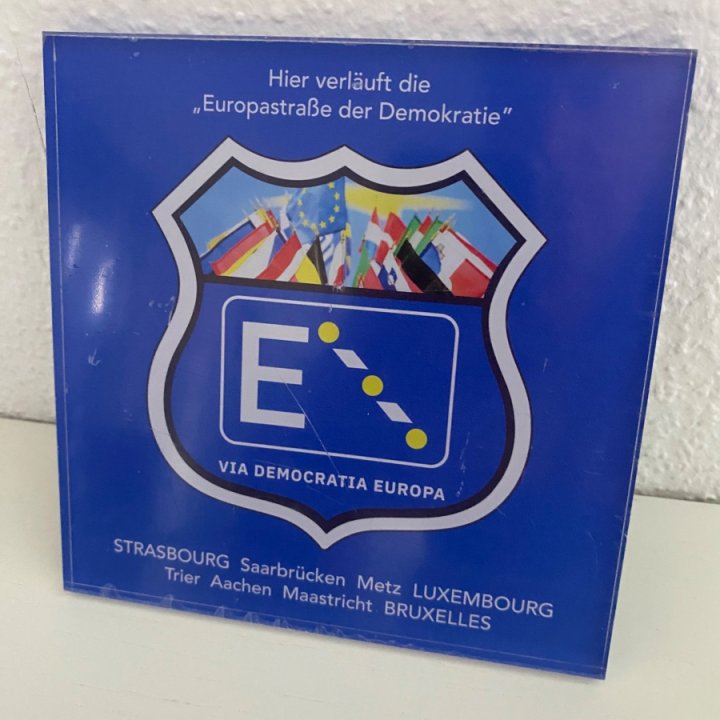 Hier verläuft die
„Europastraße der Demokratie"
E
VIA DEMOCRATIA EUROPA
STRASBOURG Saarbrücken Metz LUXEMBOURG
Trier Aachen Maastricht BRUXELLES